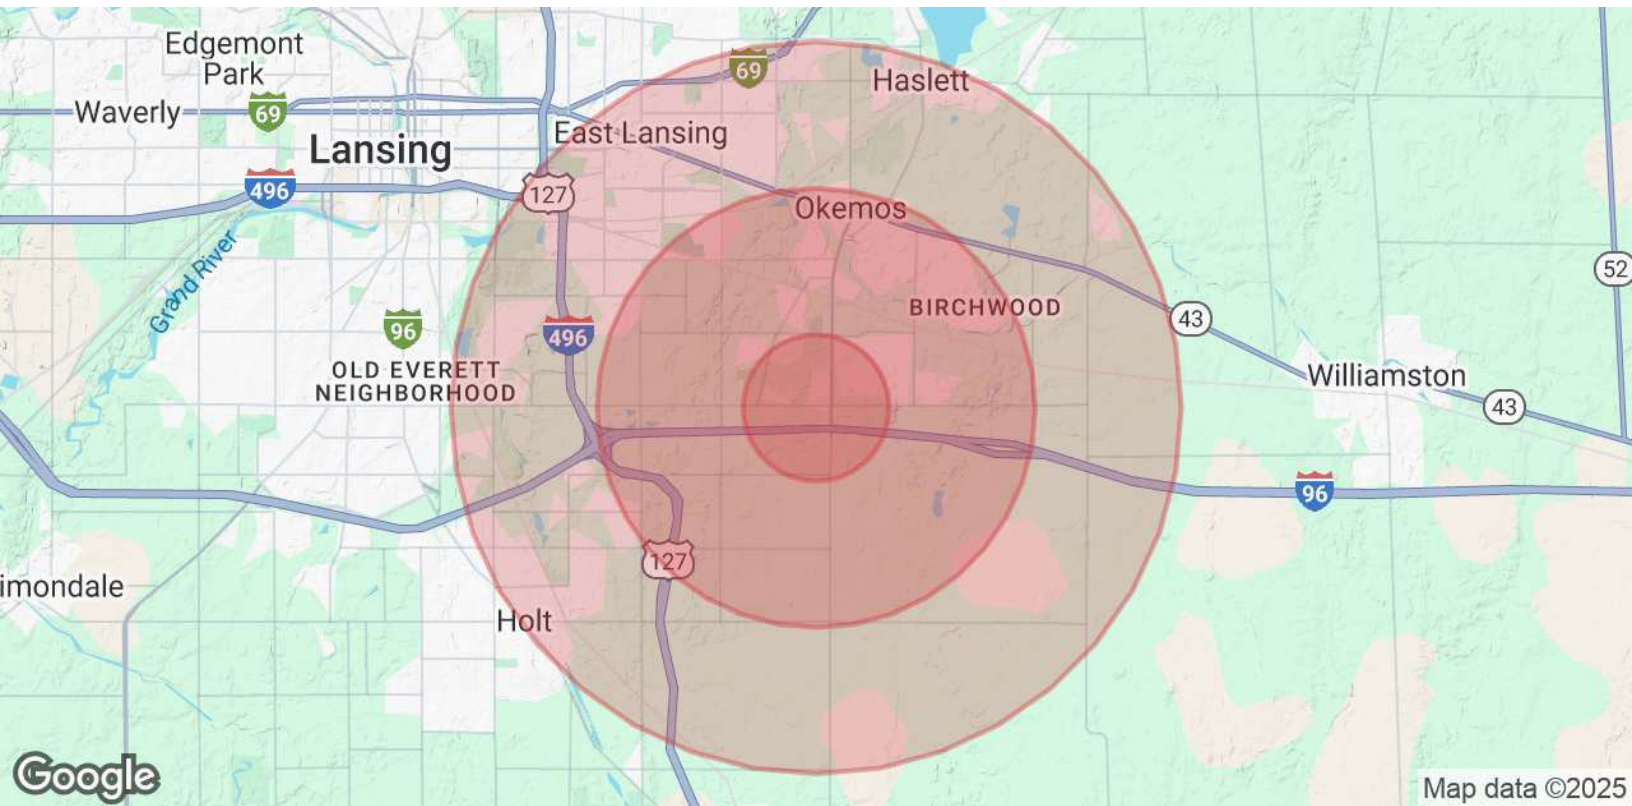 Edgemont
Park
69
Haslett
Waverly
69
East Lansing
Lansing
496
127
Okemos
Grand River
52
BIRCHWOOD
43
96
496
OLD EVERETT
NEIGHBORHOOD
Williamston
43
96
127
imondale
Holt
Google
Map data ©2025